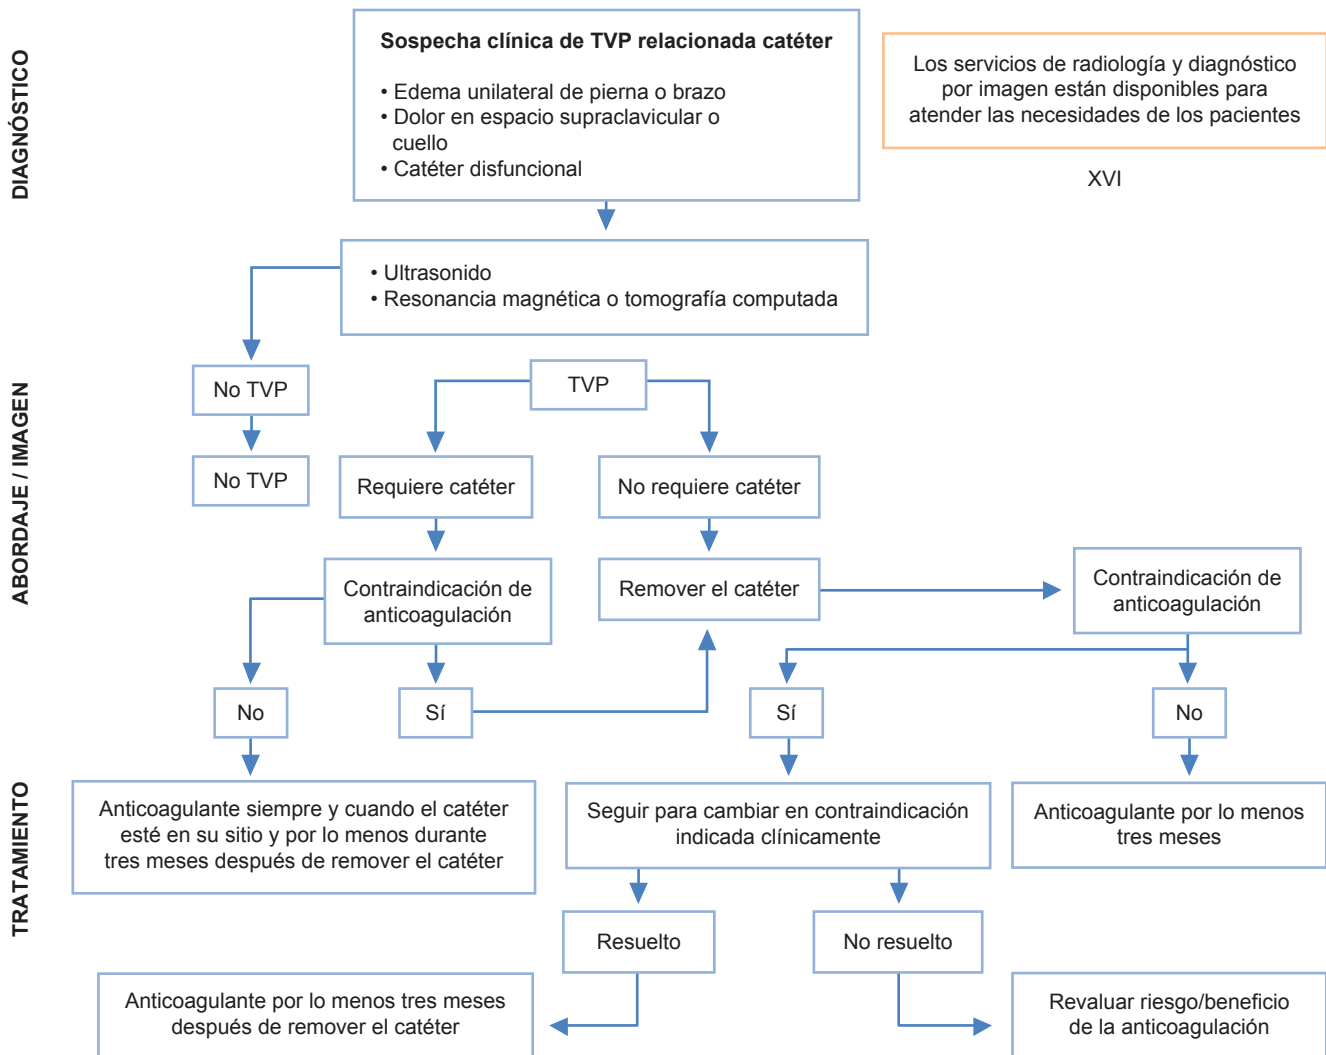 DIAGNÓSTICO
Sospecha clínica de TVP relacionada catéter
• Edema unilateral de pierna o brazo
• Dolor en espacio supraclavicular o
cuello
• Catéter disfuncional
Los servicios de radiología y diagnóstico
por imagen están disponibles para
atender las necesidades de los pacientes
XVI
• Ultrasonido
• Resonancia magnética o tomografía computada
ABORDAJE / IMAGEN
No TVP
TVP
No TVP
Requiere catéter
No requiere catéter
Contraindicación de
anticoagulación
Remover el catéter
Contraindicación de
anticoagulación
No
Sí
Sí
No
TRATAMIENTO
Anticoagulante siempre y cuando el catéter
esté en su sitio y por lo menos durante
tres meses después de remover el catéter
Seguir para cambiar en contraindicación
indicada clínicamente
Anticoagulante por lo menos
tres meses
Resuelto
No resuelto
Anticoagulante por lo menos tres meses
después de remover el catéter
Revaluar riesgo/beneficio
de la anticoagulación